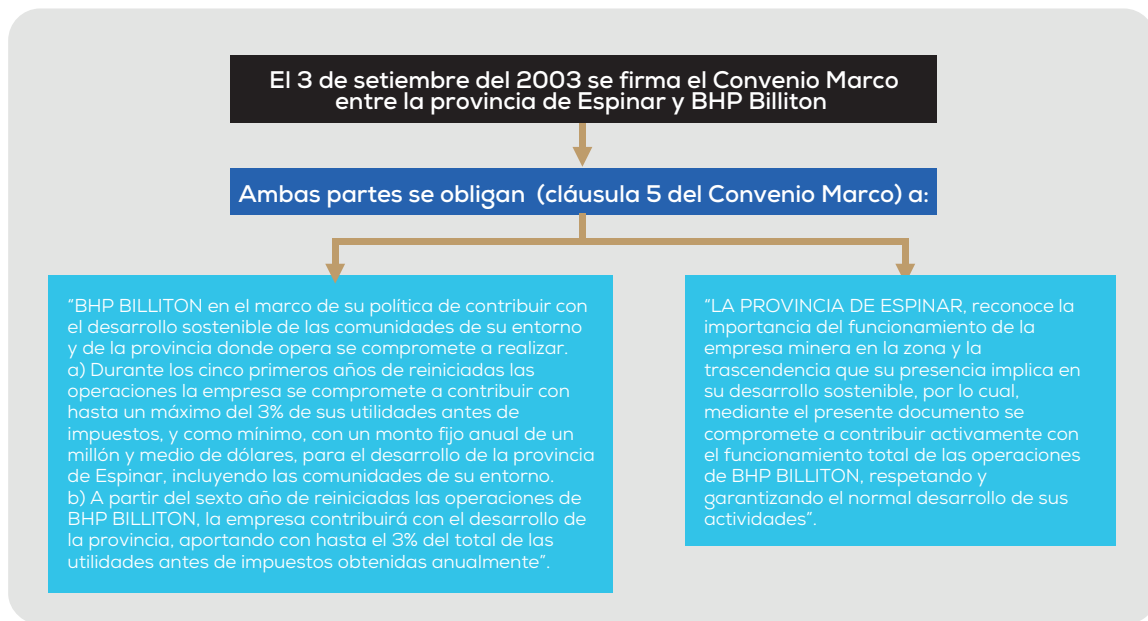 El 3 de setiembre del 2003 se firma el Convenio Marco
entre la provincia de Espinar y BHP Billiton
Ambas partes se obligan (cláusula 5 del Convenio Marco) a:
“BHP BILLITON en el marco de su política de contribuir con
el desarrollo sostenible de las comunidades de su entorno
y de la provincia donde opera se compromete a realizar.
a) Durante los cinco primeros años de reiniciadas las
operaciones la empresa se compromete a contribuir con
hasta un máximo del 3% de sus utilidades antes de
impuestos, y como mínimo, con un monto fijo anual de un
millón y medio de dólares, para el desarrollo de la provincia
de Espinar, incluyendo las comunidades de su entorno.
b) A partir del sexto año de reiniciadas las operaciones de
BHP BILLITON, la empresa contribuirá con el desarrollo de
la provincia, aportando con hasta el 3% del total de las
utilidades antes de impuestos obtenidas anualmente”.
“LA PROVINCIA DE ESPINAR, reconoce la
importancia del funcionamiento de la
empresa minera en la zona y la
trascendencia que su presencia implica en
su desarrollo sostenible, por lo cual,
mediante el presente documento se
compromete a contribuir activamente con
el funcionamiento total de las operaciones
de BHP BILLITON, respetando y
garantizando el normal desarrollo de sus
actividades”.